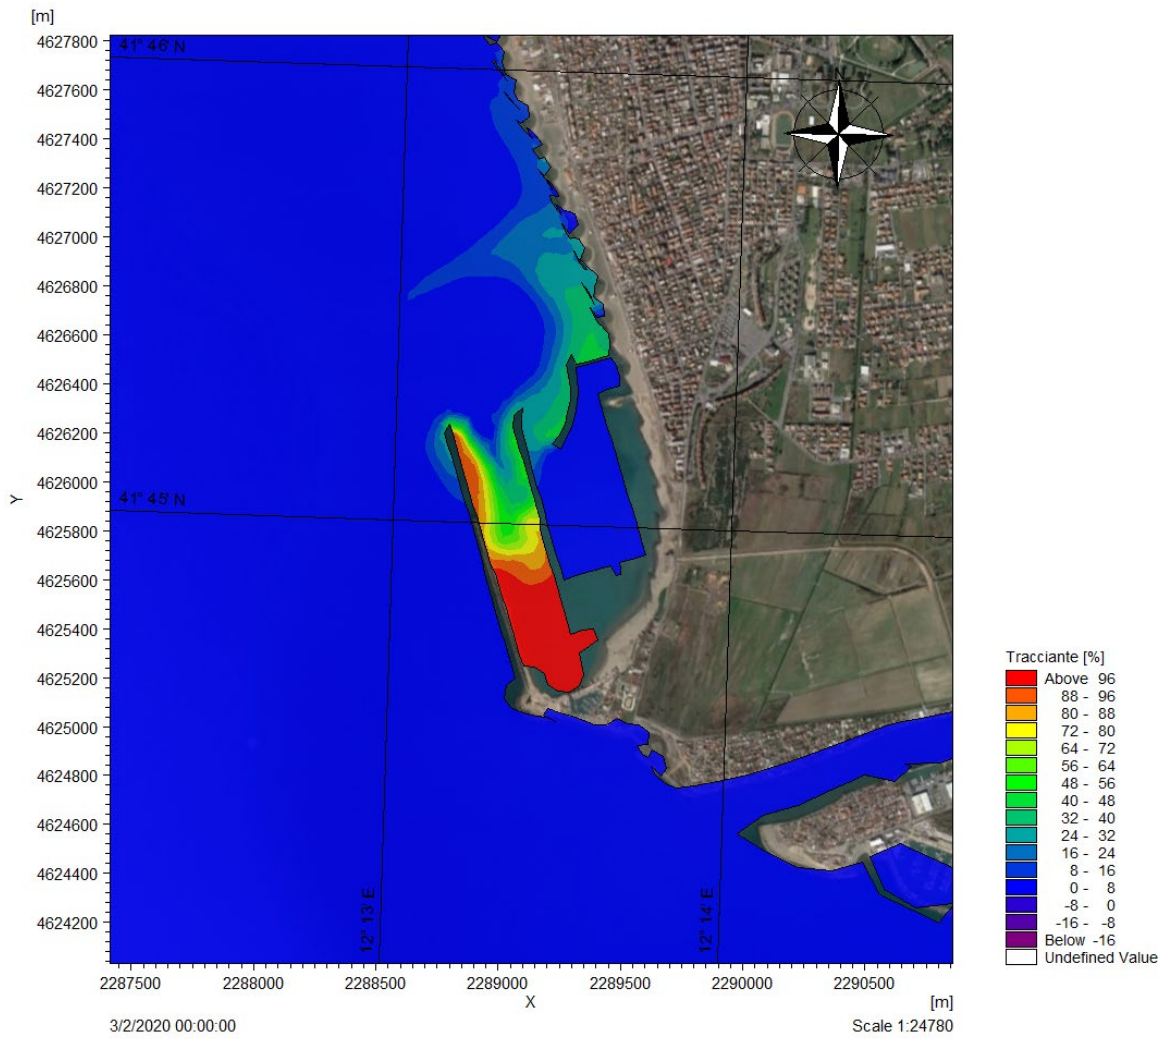 [m]
4627800
4627600
4627400
4627200
4627000
4626800
4626600
4626400
4626200
4626000
4625800
4625600
4625400
4625200
4625000
4624800
4624600
4624400
4624200
Y
41° 46' N
41° 45' N
12° 13' E
12° 14' E
N
2287500 2288000 2288500 2289000 2289500 2290000 2290500
X
[m]
3/2/2020 00:00:00
Scale 1:24780
Tracciante [%]
Above 96
88 - 96
80 - 88
72 - 80
64 - 72
56 - 64
48 - 56
40 - 48
32 - 40
24 - 32
16 - 24
8 - 16
0 - 8
-8 - 0
-16 - -8
Below -16
Undefined Value